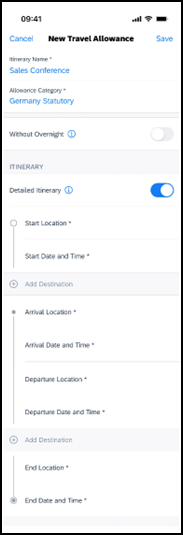 09:41
Cancel New Travel Allowance Save
Itinerary Name *
Sales Conference
Allowance Category *
Germany Statutory
Without Overnight
ITINERARY
Detailed Itinerary
Start Location *
Start Date and Time *
Add Destination
Arrival Location *
Arrival Date and Time *
Departure Location *
Departure Date and Time *
Add Destination
End Location *
End Date and Time *